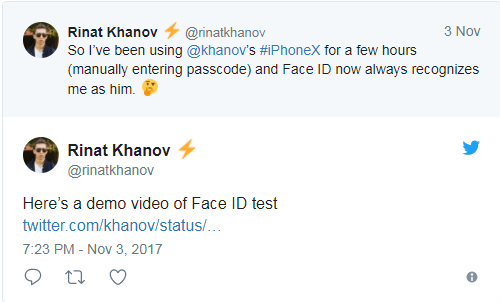 Rinat Khanov ⚡ @rinatkhanov 3 Nov
So I've been using @khanov's #iPhoneX for a few hours
(manually entering passcode) and Face ID now always recognizes
me as him. 🤔
Rinat Khanov ⚡
@rinatkhanov
Here's a demo video of Face ID test
twitter.com/khanov/status/…
7:23 PM - Nov 3, 2017